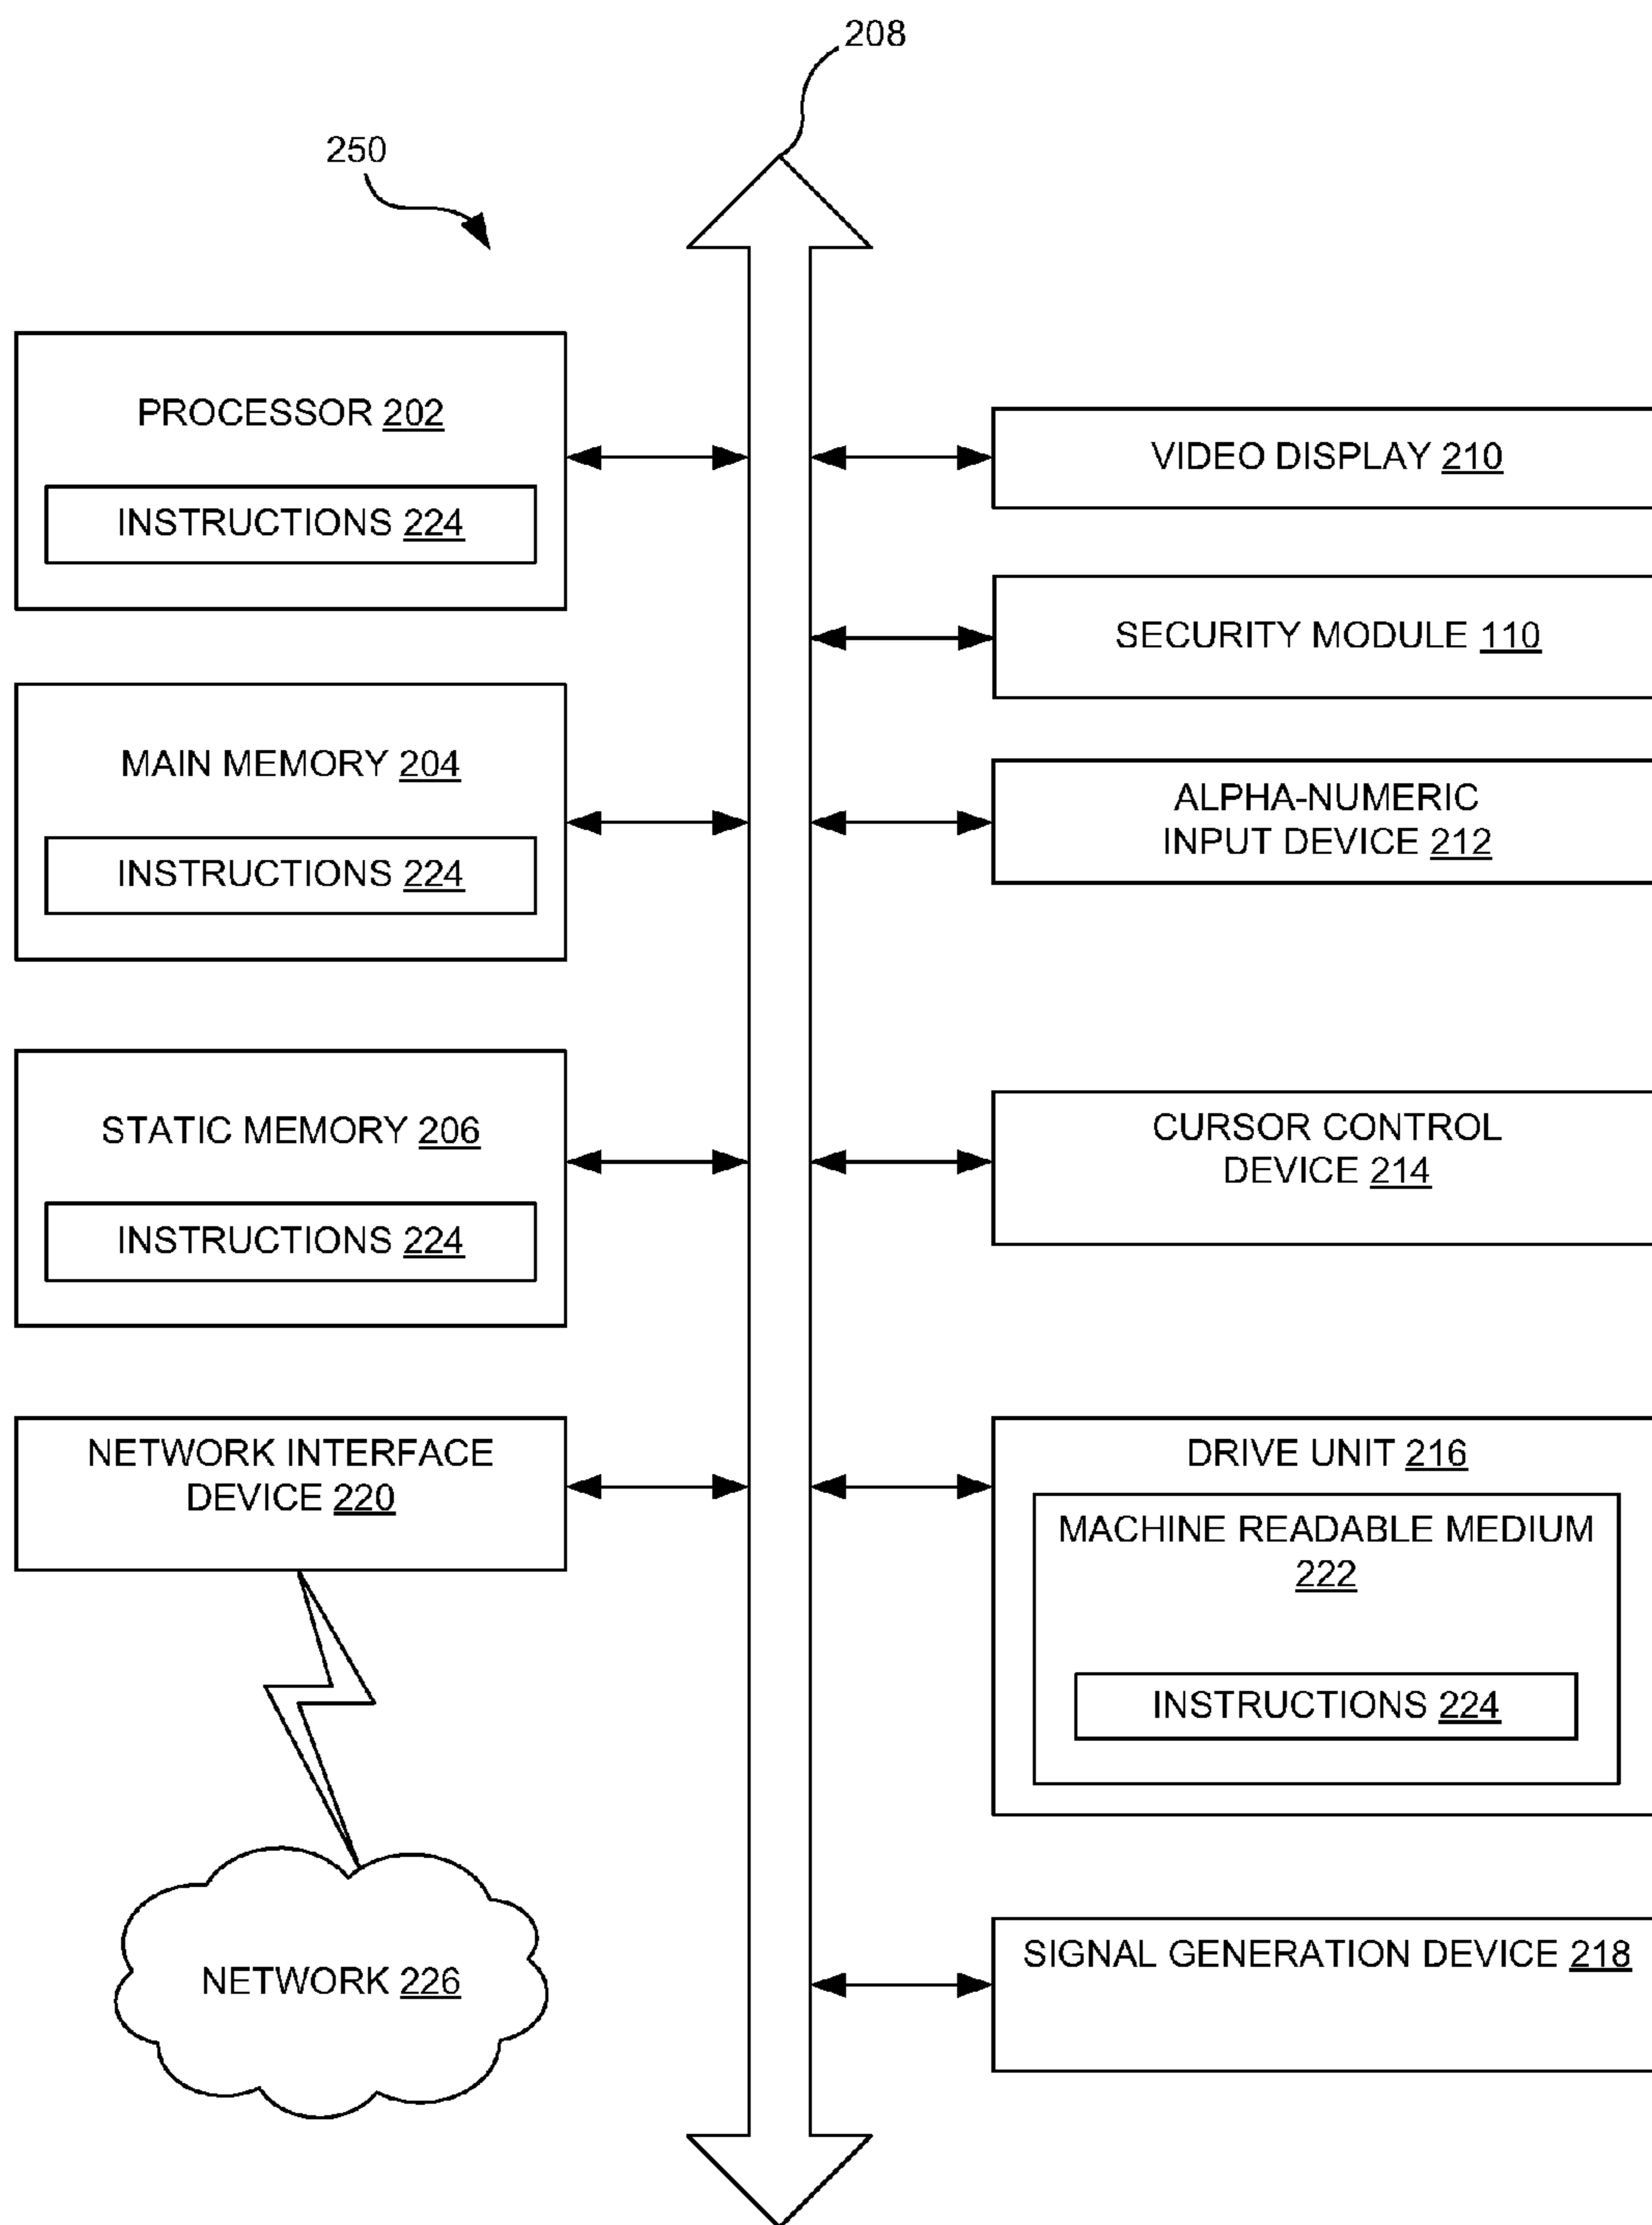 208
250
PROCESSOR 202
INSTRUCTIONS 224
MAIN MEMORY 204
INSTRUCTIONS 224
STATIC MEMORY 206
INSTRUCTIONS 224
NETWORK INTERFACE
DEVICE 220
NETWORK 226
VIDEO DISPLAY 210
SECURITY MODULE 110
ALPHA-NUMERIC
INPUT DEVICE 212
CURSOR CONTROL
DEVICE 214
DRIVE UNIT 216
MACHINE READABLE MEDIUM
222
INSTRUCTIONS 224
SIGNAL GENERATION DEVICE 218